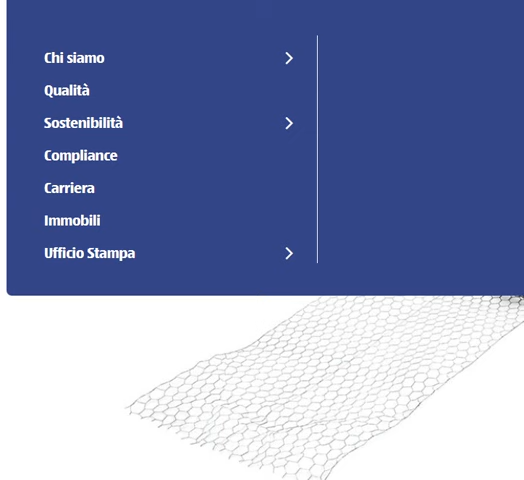 Chi siamo
Qualità
Sostenibilità
Compliance
Carriera
Immobili
Ufficio Stampa